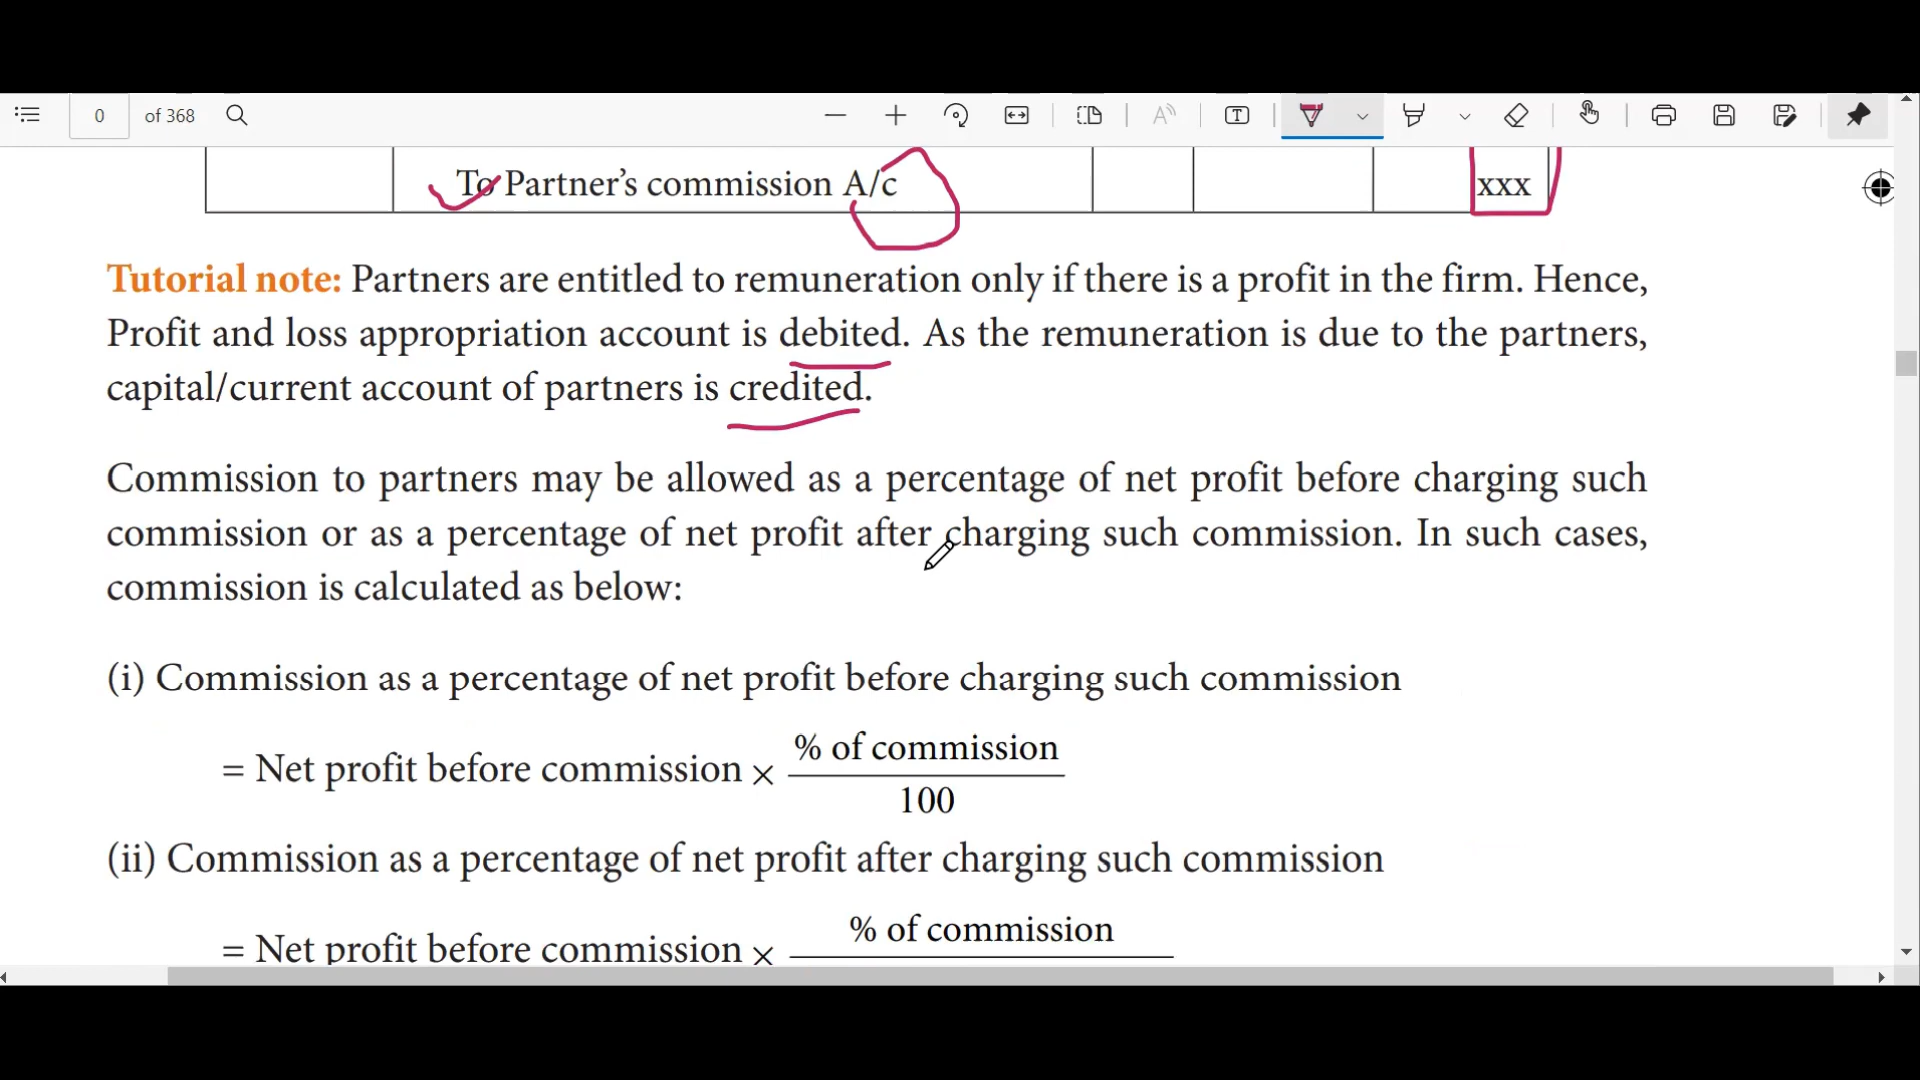 0 of 368
To Partner's commission A/c xxx
Tutorial note: Partners are entitled to remuneration only if there is a profit in the firm. Hence,
Profit and loss appropriation account is debited. As the remuneration is due to the partners,
capital/current account of partners is credited.
Commission to partners may be allowed as a percentage of net profit before charging such
commission or as a percentage of net profit after charging such commission. In such cases,
commission is calculated as below:
(i) Commission as a percentage of net profit before charging such commission
= Net profit before commission × % of commission
100
(ii) Commission as a percentage of net profit after charging such commission
% of commission
= Net profit before commission ×